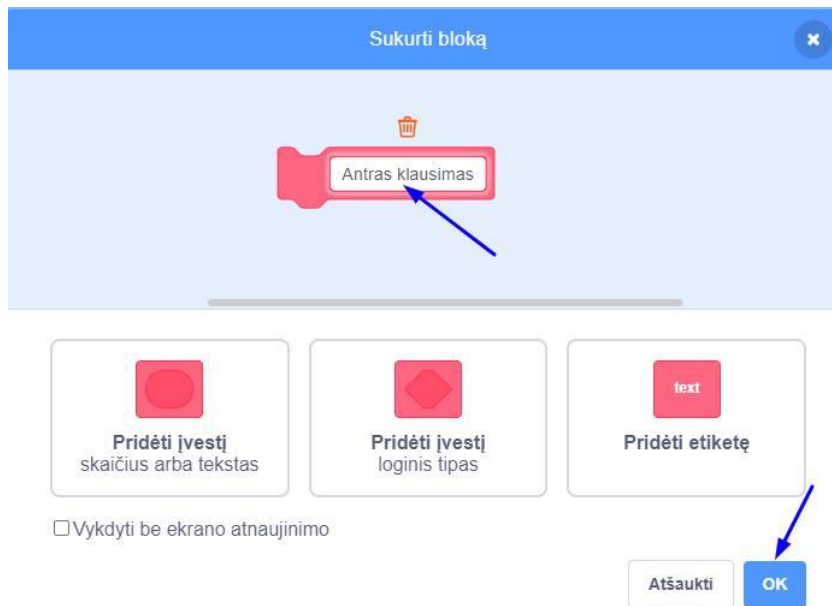 Sukurti bloką
Antras klausimas
text
Pridėti įvestį
skaičius arba tekstas
Pridėti įvestį
loginis tipas
Pridėti etiketę
Vykdyti be ekrano atnaujinimo
Atšaukti
OK